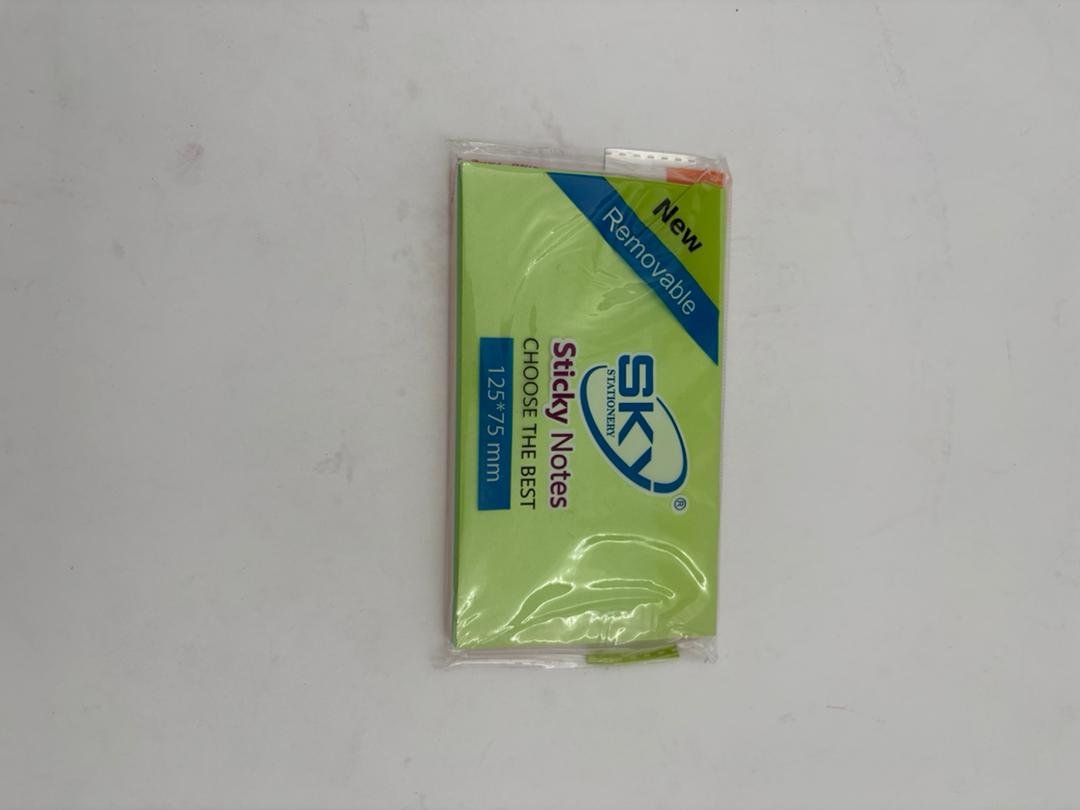 New
Removable
SKY
®
STATIONERY
Sticky Notes
CHOOSE THE BEST
125*75 mm